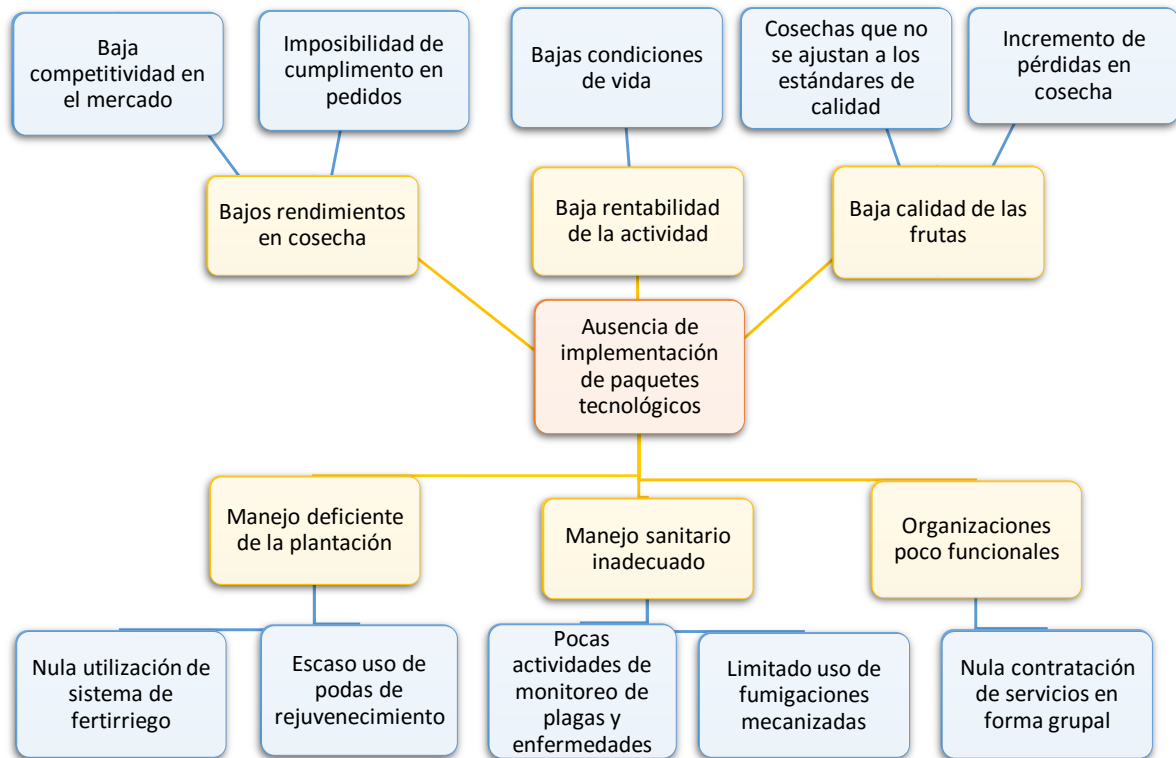 Baja
competitividad en
el mercado
Imposibilidad de
cumplimento en
pedidos
Bajas condiciones
de vida
Cosechas que no
se ajustan a los
estándares de
calidad
Incremento de
pérdidas en
cosecha
Bajos rendimientos
en cosecha
Baja rentabilidad
de la actividad
Baja calidad de las
frutas
Ausencia de
implementación
de paquetes
tecnológicos
Manejo deficiente
de la plantación
Manejo sanitario
inadecuado
Organizaciones
poco funcionales
Nula utilización de
sistema de
fertirriego
Escaso uso de
podas de
rejuvenecimiento
Pocas
actividades de
monitoreo de
plagas y
enfermedades
Limitado uso de
fumigaciones
mecanizadas
Nula contratación
de servicios en
forma grupal